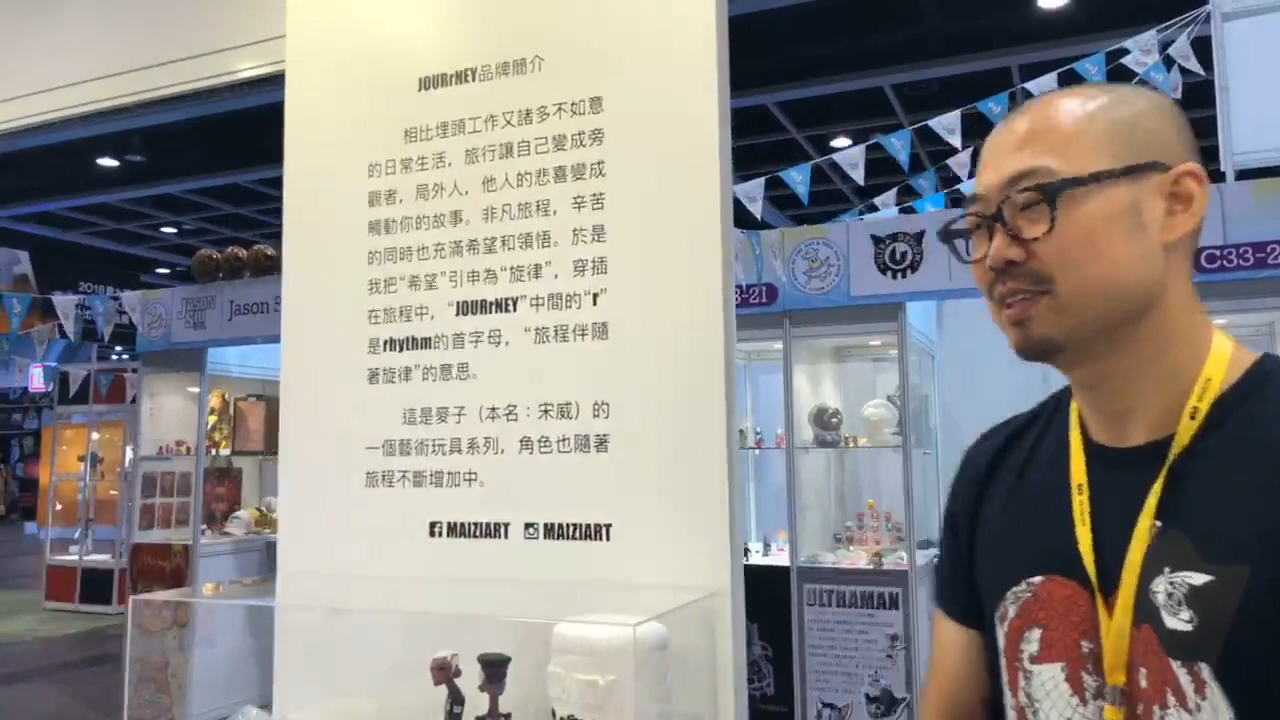 JOURrNEY品牌簡介
相比埋頭工作又諸多不如意
的日常生活，旅行讓自己變成旁
觀者，局外人，他人的悲喜變成
觸動你的故事。非凡旅程，辛苦
的同時也充滿希望和領悟。於是
我把“希望”引申為“旋律”，穿插
在旅程中，“JOURrNEY”中間的“r”
是rhythm的首字母，“旅程伴隨
著旋律”的意思。
這是麥子（本名：宋威）的
一個藝術玩具系列，角色也隨著
旅程不斷增加中。
MAIZIART MAIZIART
2018
JASON
Jason
3-21
C33-2
ULTRAMAN